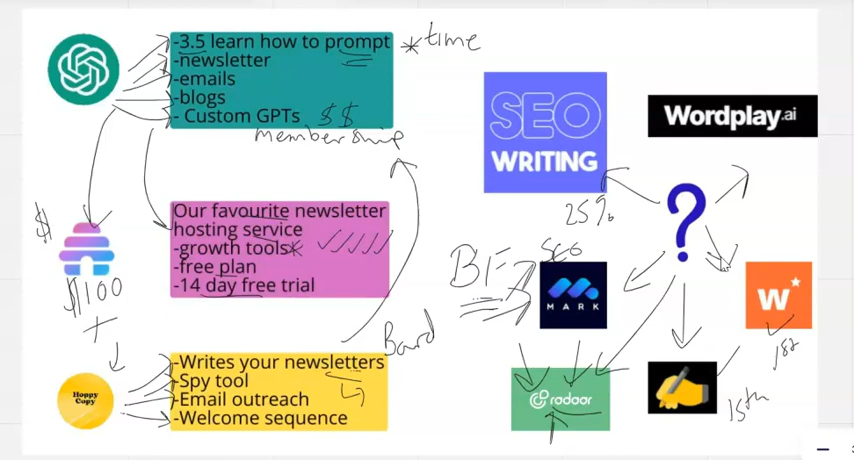 -3.5 learn how to prompt
-newsletter
-emails
-blogs
- Custom GPTs $$
membership
*time
$
$100
+
Our favourite newsletter
hosting service
-growth tools*
-free plan
-14 day free trial
Hoppy
Copy
-Writes your newsletters
-Spy tool
-Email outreach
-Welcome sequence
SEO
WRITING
Wordplay.ai
?
25%
BF
SEO
MARK
w*
1st
radaar
15th